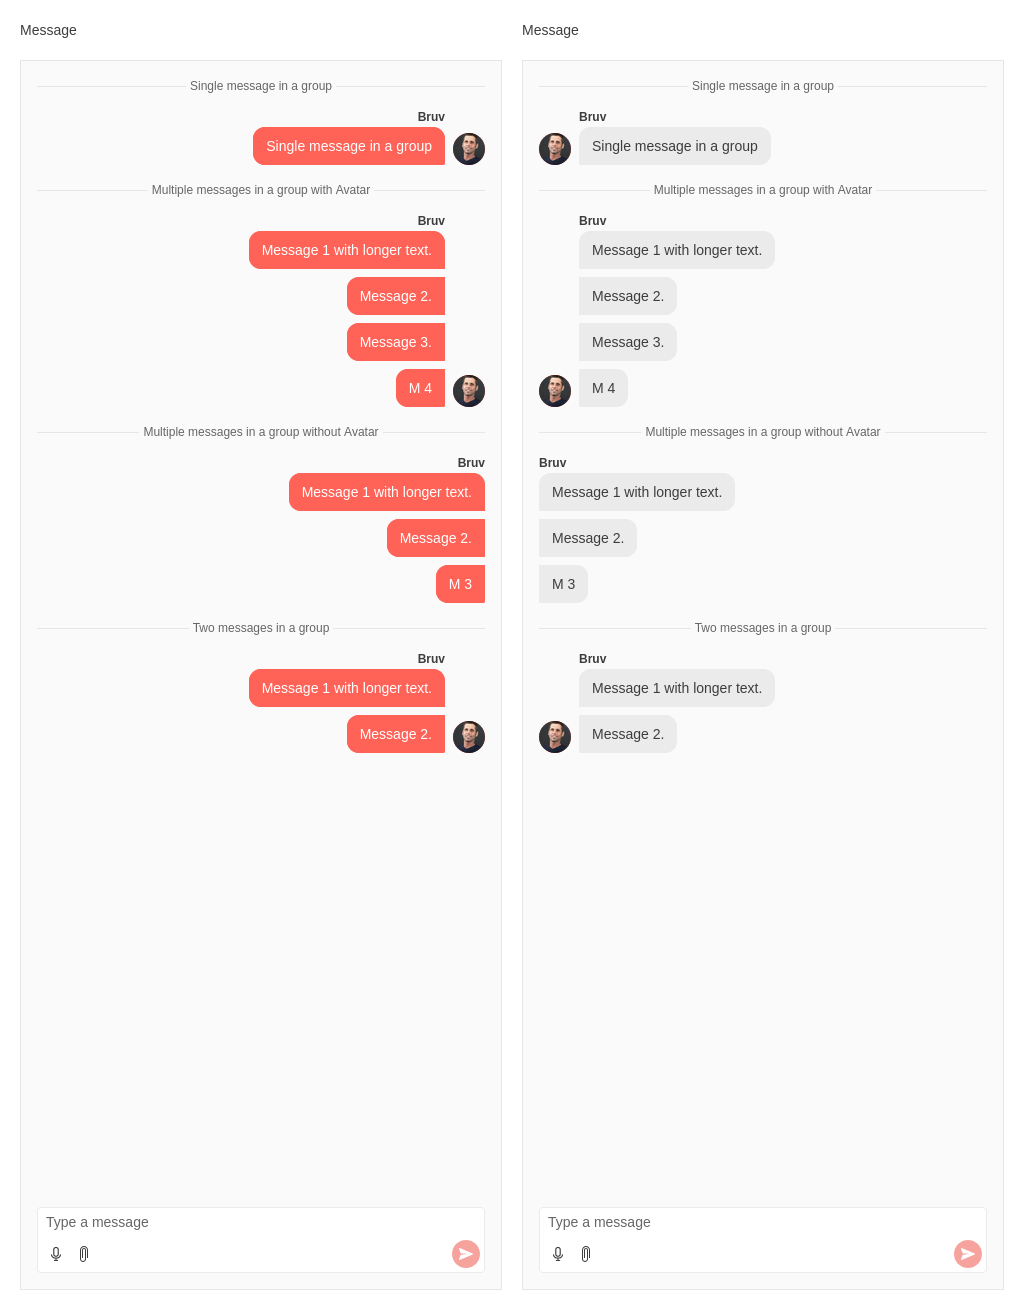 Message
Single message in a group
Bruv
Single message in a group
Multiple messages in a group with Avatar
Bruv
Message 1 with longer text.
Message 2.
Message 3.
M 4
Multiple messages in a group without Avatar
Bruv
Message 1 with longer text.
Message 2.
M 3
Two messages in a group
Bruv
Message 1 with longer text.
Message 2.
Type a message
Message
Single message in a group
Bruv
Single message in a group
Multiple messages in a group with Avatar
Bruv
Message 1 with longer text.
Message 2.
Message 3.
M 4
Multiple messages in a group without Avatar
Bruv
Message 1 with longer text.
Message 2.
M 3
Two messages in a group
Bruv
Message 1 with longer text.
Message 2.
Type a message